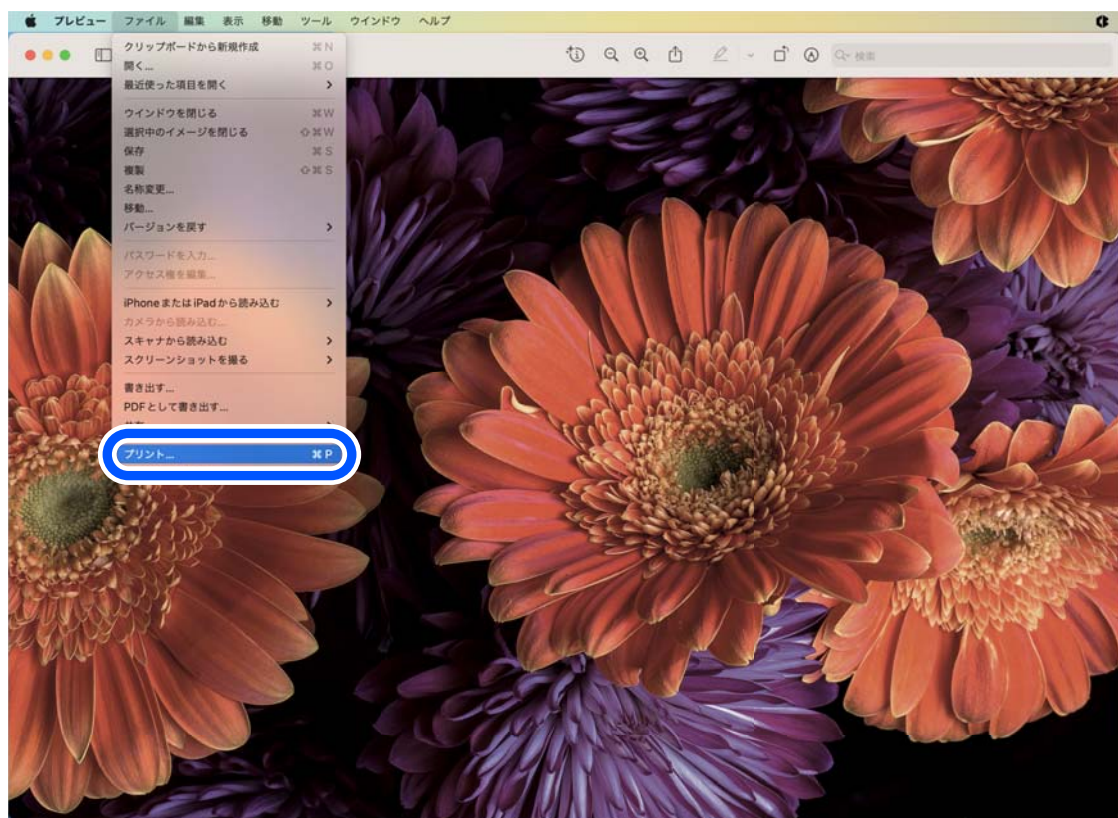 プレビュー ファイル 編集 表示 移動 ツール ウインドウ ヘルプ
検索
クリップボードから新規作成 ⌘N
開く... ⌘O
最近使った項目を開く >
ウインドウを閉じる ⌘W
選択中のイメージを閉じる ⇧⌘W
保存 ⌘S
複製 ⇧⌘S
名称変更...
移動...
バージョンを戻す >
パスワードを入力...
アクセス権を編集...
iPhoneまたはiPadから読み込む >
カメラから読み込む...
スキャナから読み込む >
スクリーンショットを撮る >
書き出す...
PDFとして書き出す...
プリント... ⌘P